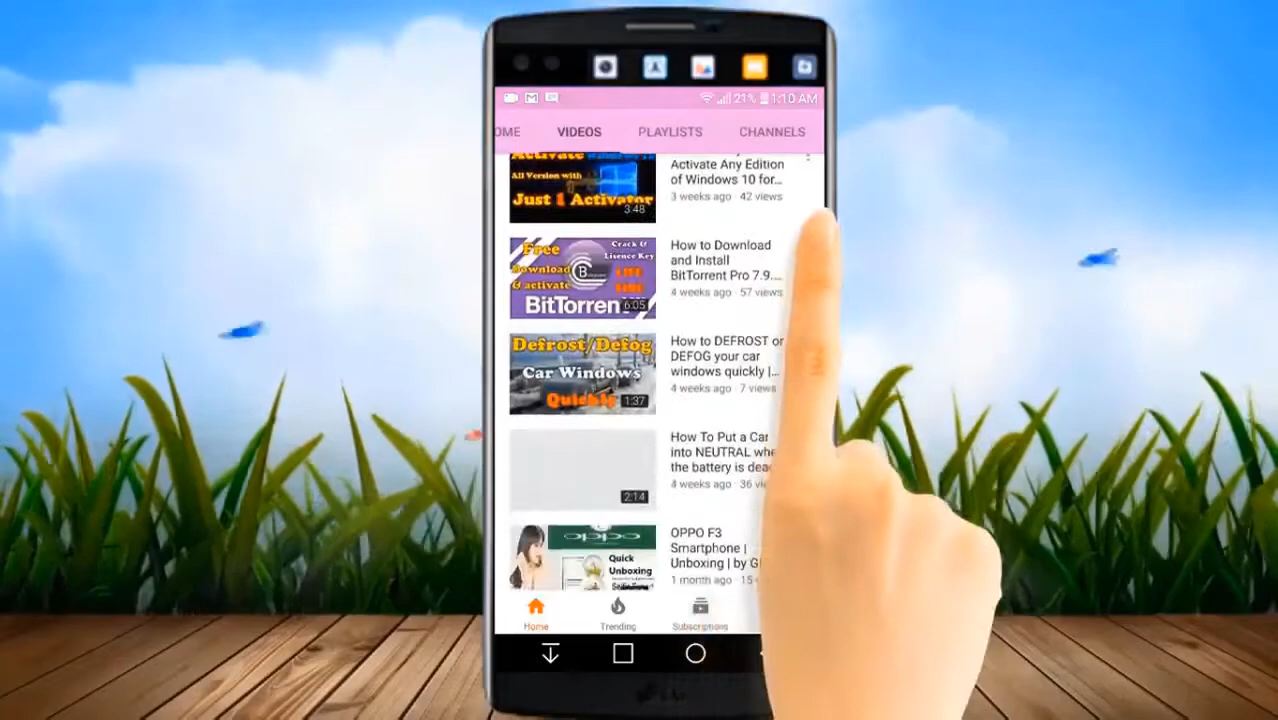 21% 1:10 AM
OME VIDEOS PLAYLISTS CHANNELS
Activate
All Version with
Just 1 Activator
3:48
Activate Any Edition
of Windows 10 for...
3 weeks ago · 42 views
Free
Download
& activate
Crack &
Lisence Key
LIFE
TIME
BitTorren
6:05
How to Download
and Install
BitTorrent Pro 7.9....
4 weeks ago · 57 views
Defrost/Defog
Car Windows
Quickly
1:37
How to DEFROST or
DEFOG your car
windows quickly |...
4 weeks ago · 7 views
2:14
How To Put a Car
into NEUTRAL whe
the battery is dea
4 weeks ago · 36 vi
oppo
Quick
Unboxing
OPPO F3
Smartphone |
Unboxing | by G
1 month ago · 15
Home Trending Subscriptions